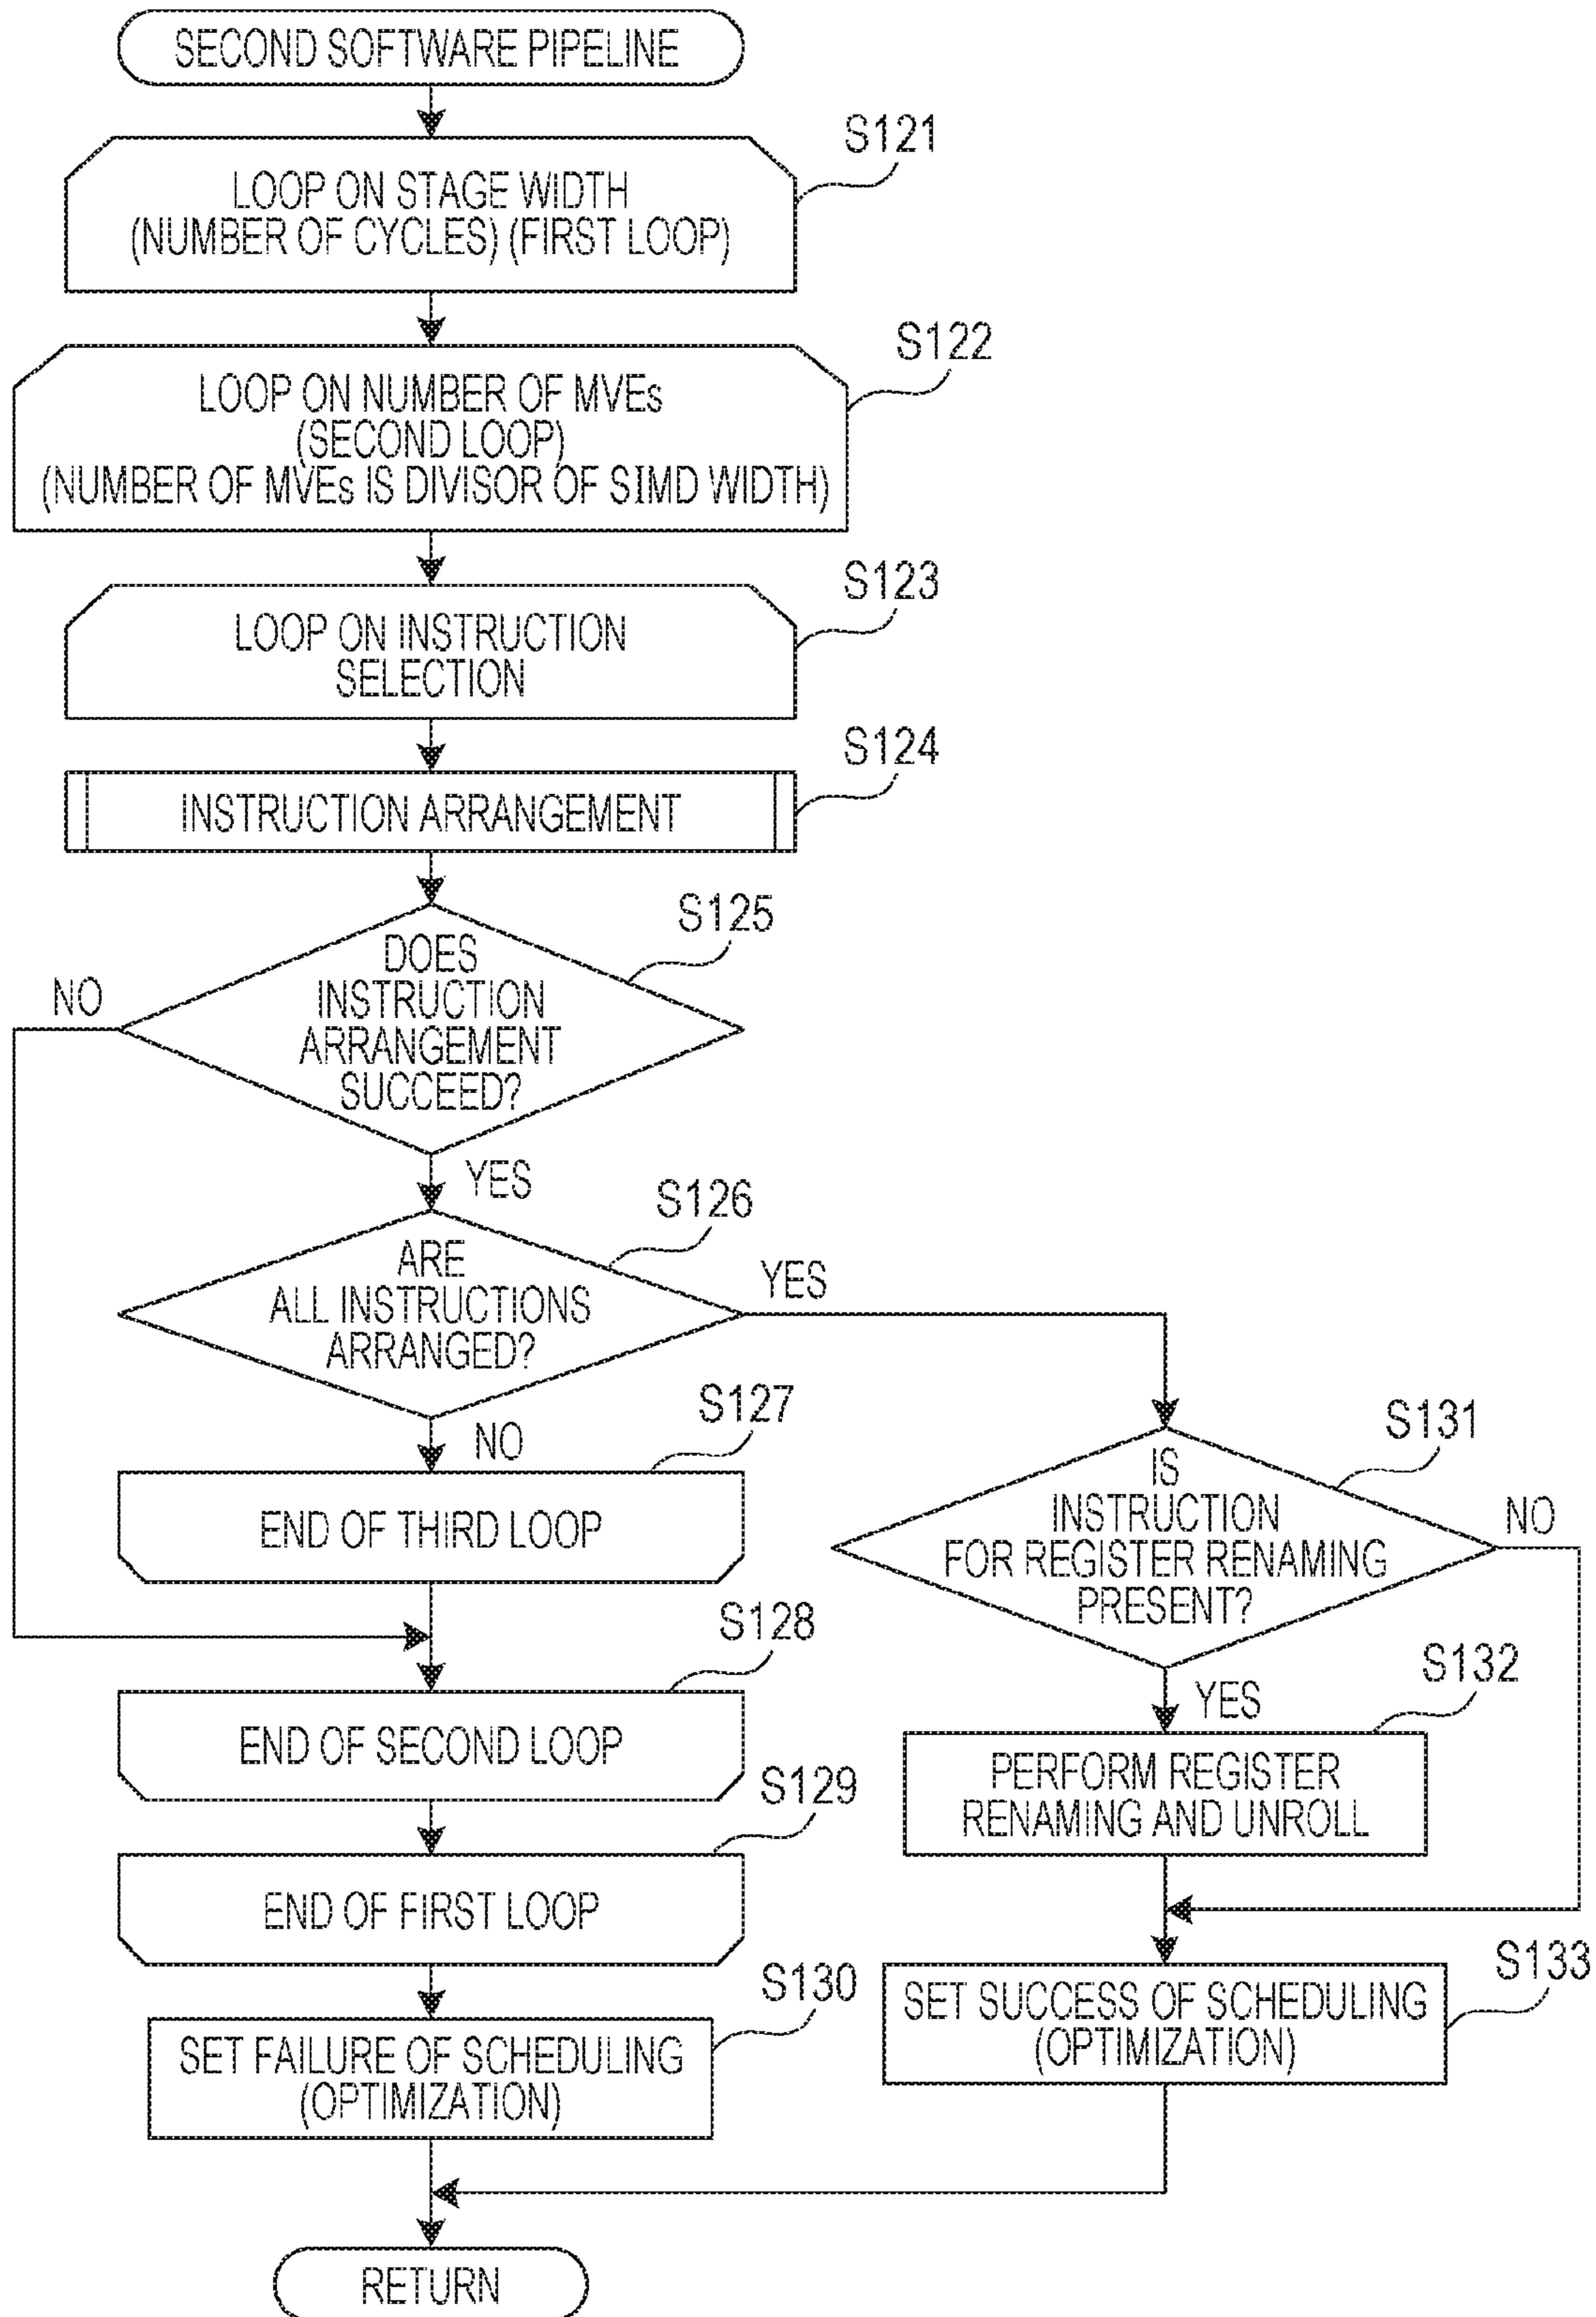 SECOND SOFTWARE PIPELINE
S121
LOOP ON STAGE WIDTH
(NUMBER OF CYCLES) (FIRST LOOP)
S122
LOOP ON NUMBER OF MVEs
(SECOND LOOP)
(NUMBER OF MVEs IS DIVISOR OF SIMD WIDTH)
S123
LOOP ON INSTRUCTION
SELECTION
S124
INSTRUCTION ARRANGEMENT
S125
DOES
INSTRUCTION
ARRANGEMENT
SUCCEED?
NO
YES
S126
ARE
ALL INSTRUCTIONS
ARRANGED?
YES
NO
S127
END OF THIRD LOOP
S131
IS
INSTRUCTION
FOR REGISTER RENAMING
PRESENT?
NO
YES
S128
END OF SECOND LOOP
S132
PERFORM REGISTER
RENAMING AND UNROLL
S129
END OF FIRST LOOP
S130
SET FAILURE OF SCHEDULING
(OPTIMIZATION)
S133
SET SUCCESS OF SCHEDULING
(OPTIMIZATION)
RETURN